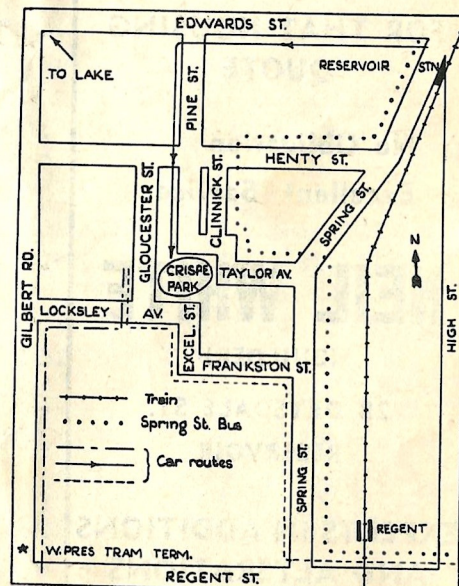 EDWARDS ST.
TO LAKE
PINE ST.
RESERVOIR
STN
HENTY ST.
GLOUCESTER ST.
CLINNICK ST.
SPRING ST.
GILBERT RD.
CRISPE
PARK
TAYLOR AV.
N
HIGH ST.
LOCKSLEY AV.
EXCEL. ST.
FRANKSTON ST.
Train
Spring St. Bus
Car routes
SPRING ST.
REGENT
* W. PRES TRAM TERM.
REGENT ST.